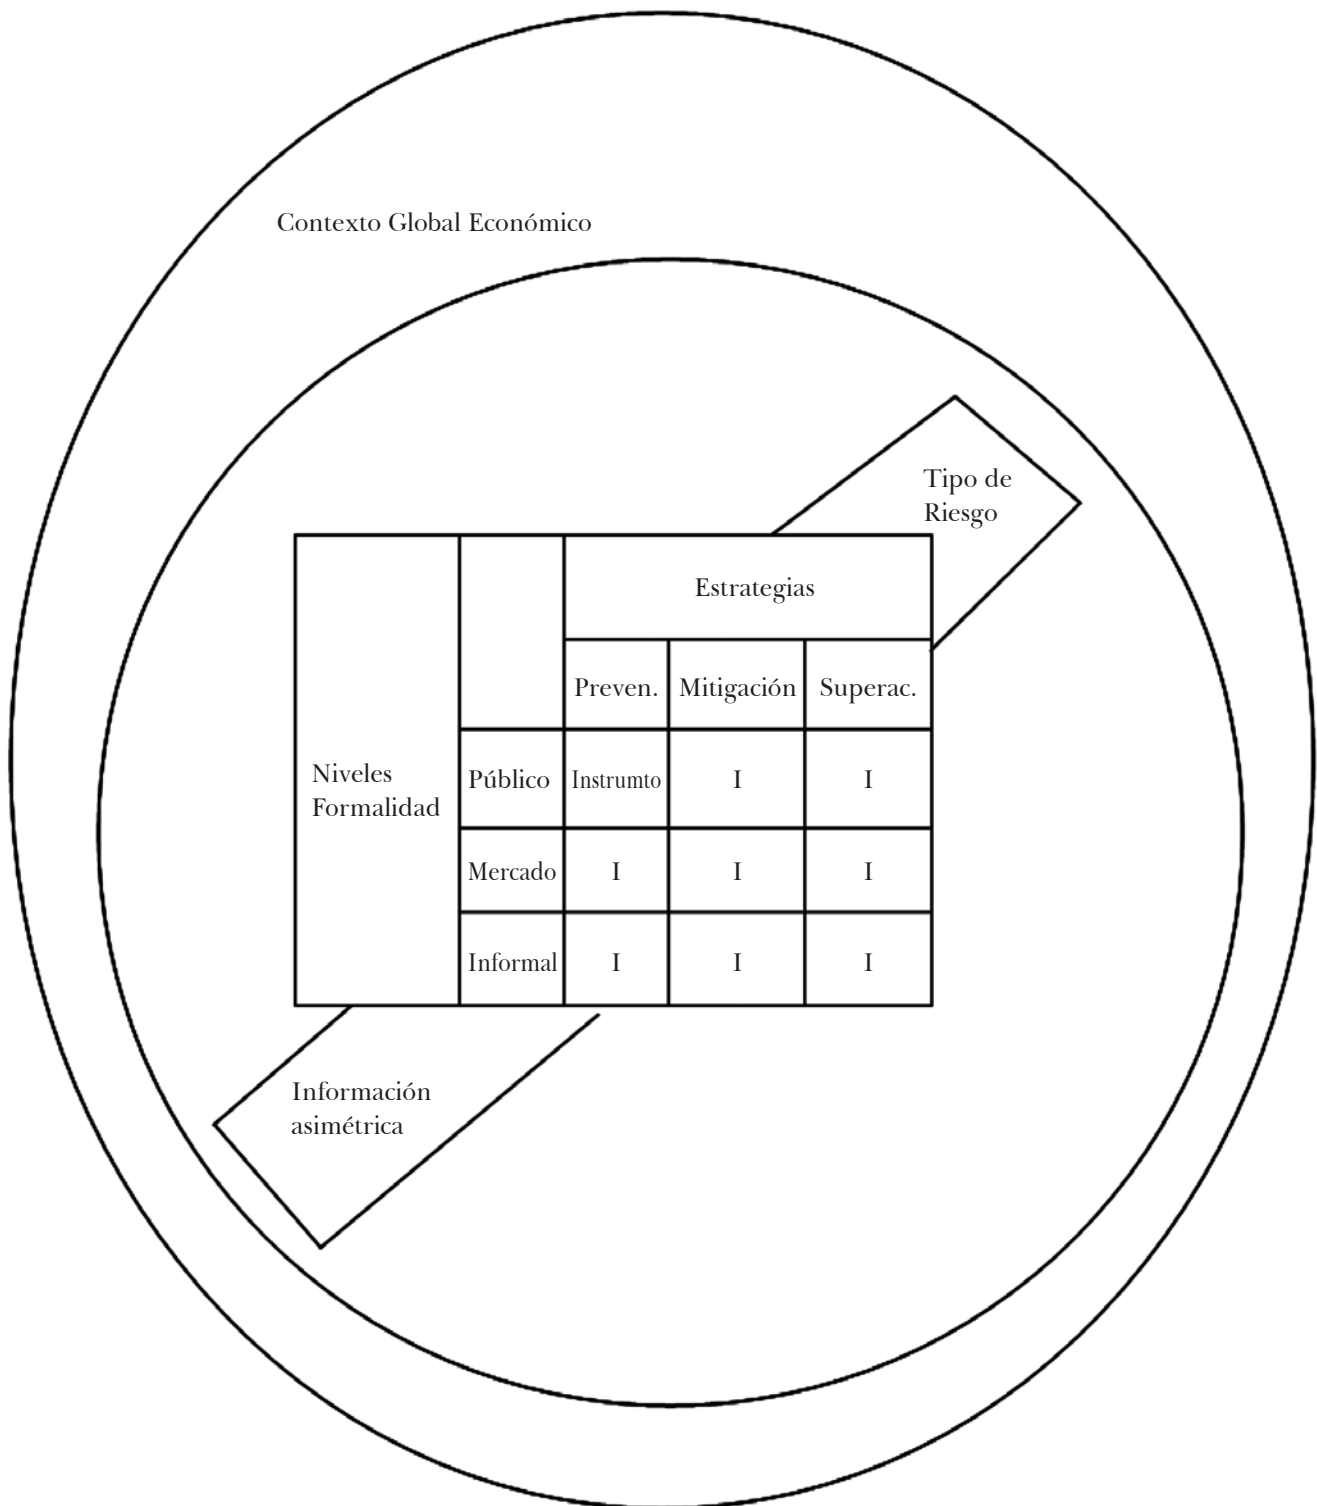 Contexto Global Económico
Tipo de
Riesgo
Estrategias
Preven. Mitigación Superac.
Niveles
Formalidad
Público Instrumto I I
Mercado I I I
Informal I I I
Información
asimétrica